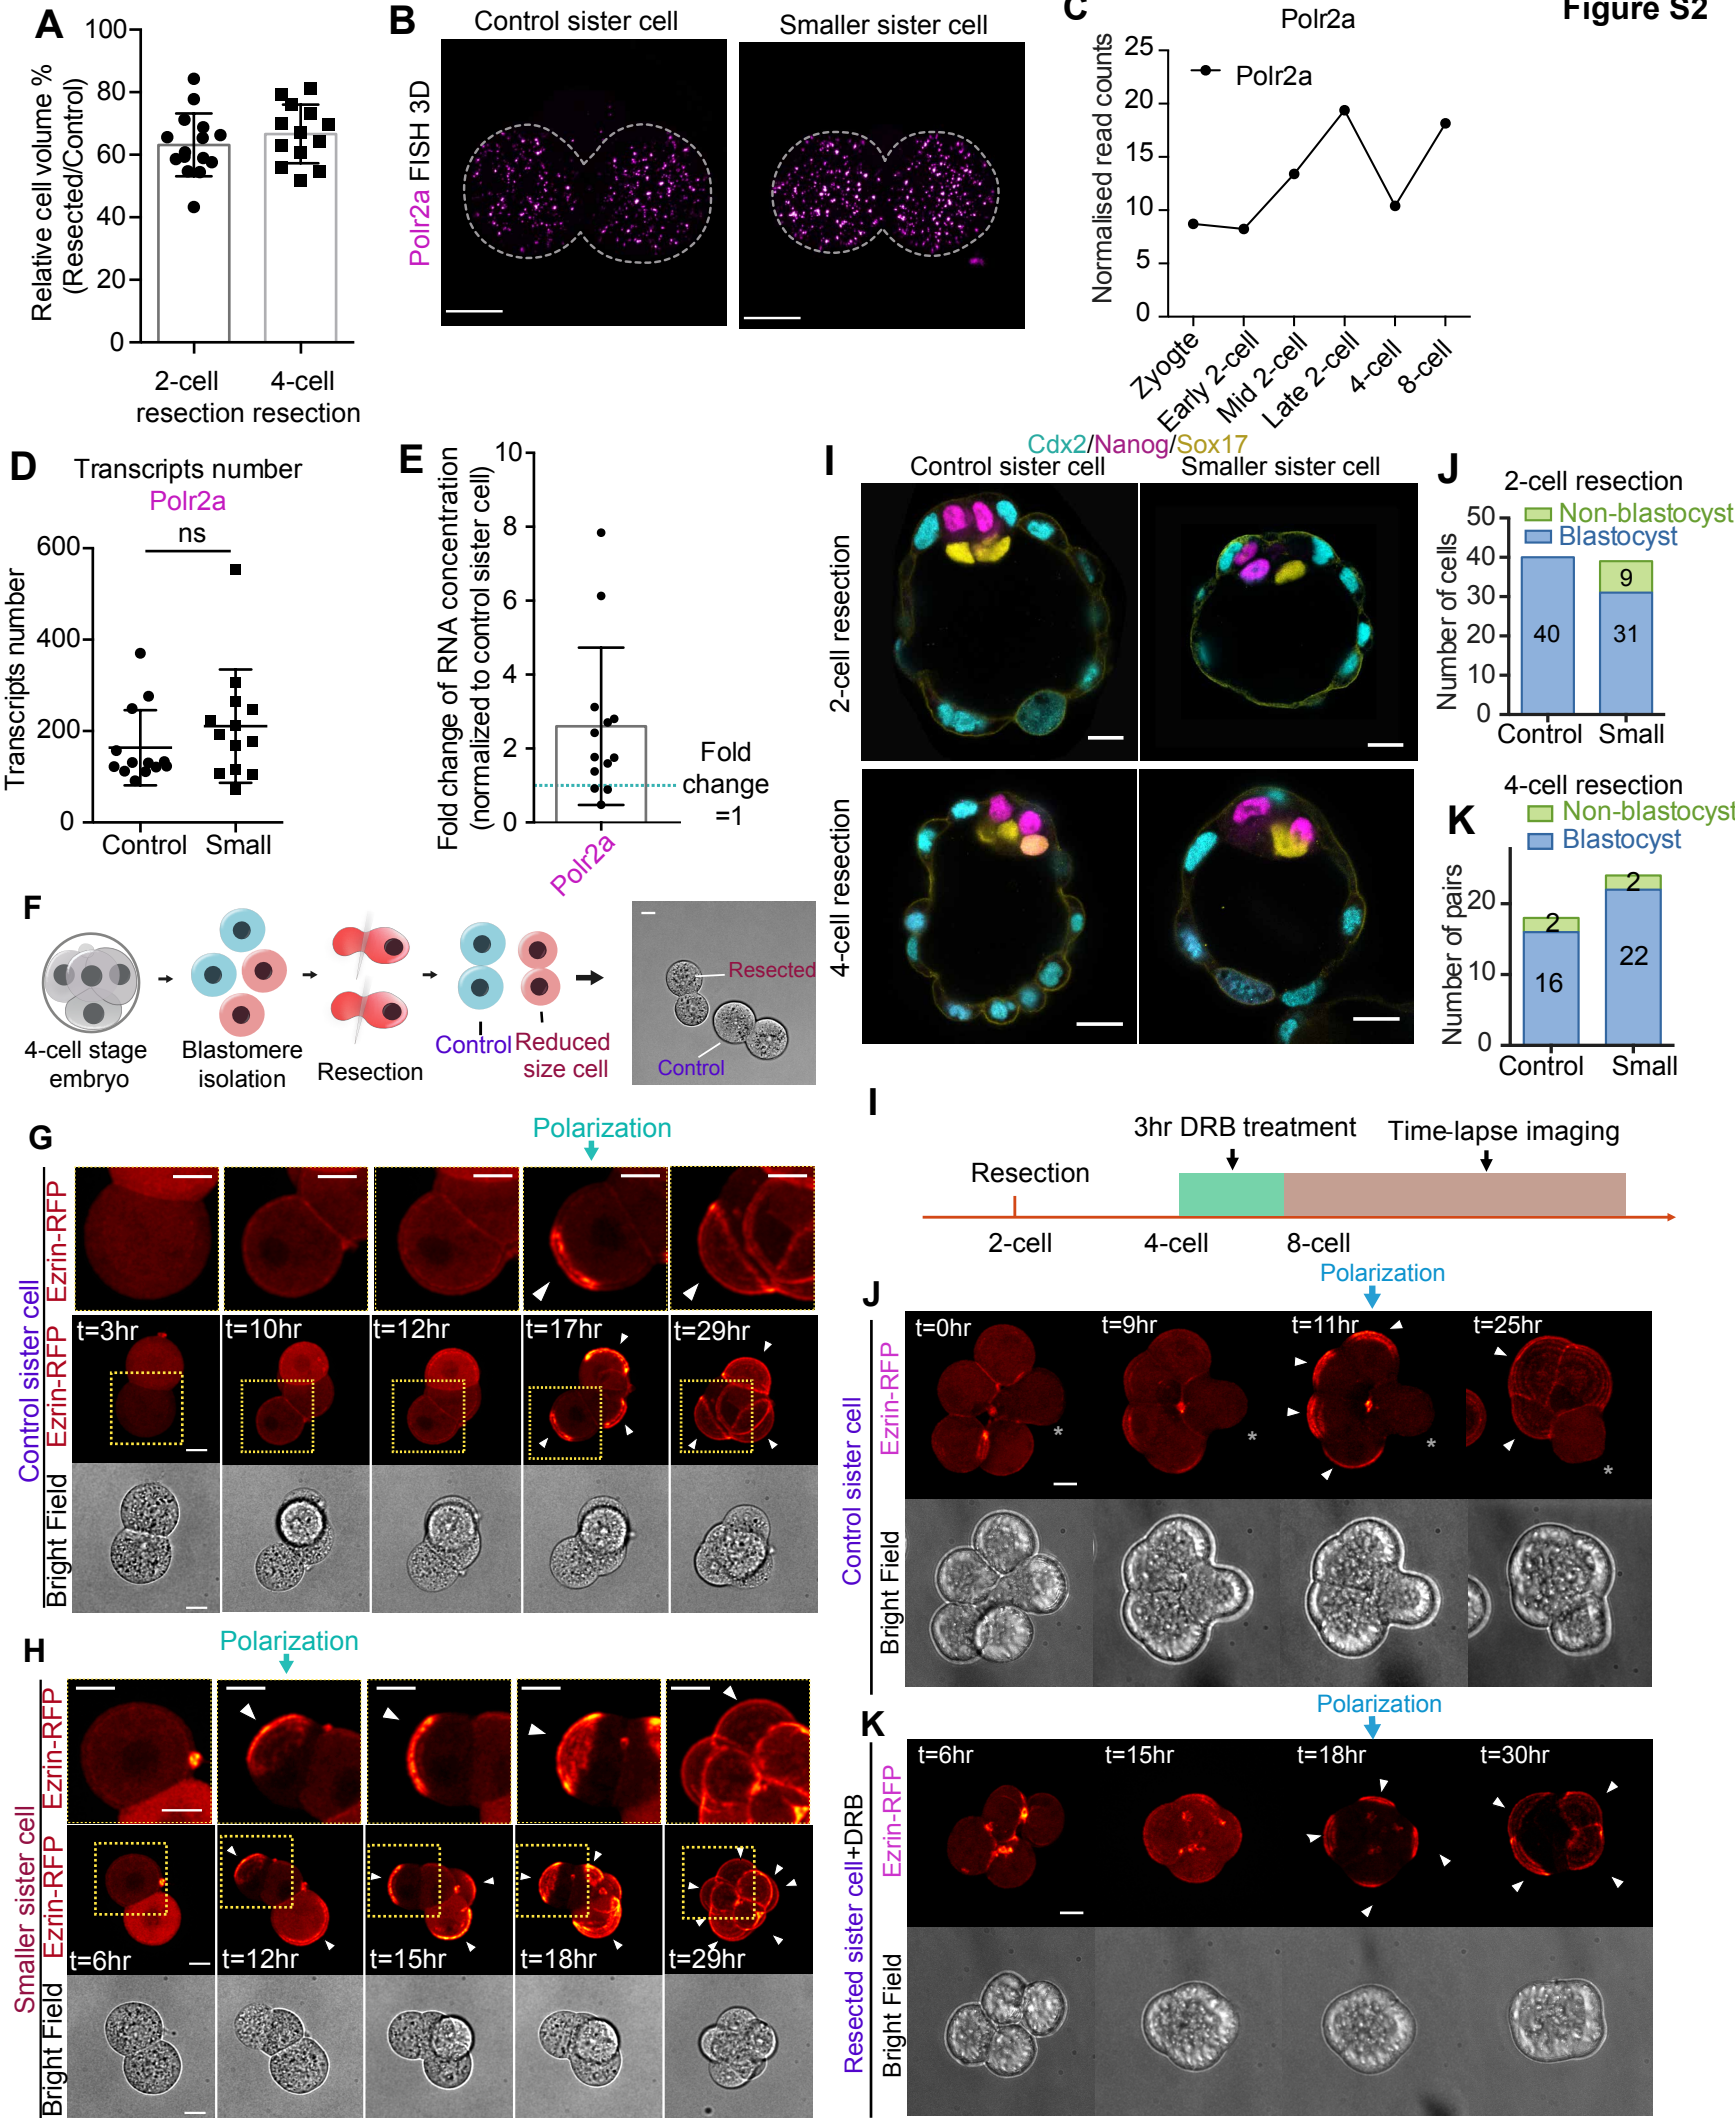 Figure S2
A
Relative cell volume %
(Resected/Control)
100
80
60
40
20
0
2-cell
resection
4-cell
resection
B
Control sister cell
Smaller sister cell
Polr2a FISH 3D
C
Polr2a
Polr2a
Normalised read counts
25
20
15
10
5
0
Zyogte
Early 2-cell
Mid 2-cell
Late 2-cell
4-cell
8-cell
D
Transcripts number
Polr2a
ns
Transcripts number
600
400
200
0
Control
Small
E
Fold change of RNA concentration
(normalized to control sister cell)
10
8
6
4
2
0
Fold
change
=1
Polr2a
F
4-cell stage
embryo
Blastomere
isolation
Resection
Control
Reduced
size cell
Resected
Control
I
Cdx2/Nanog/Sox17
Control sister cell
Smaller sister cell
2-cell resection
4-cell resection
J
2-cell resection
Non-blastocyst
Blastocyst
Number of cells
50
40
30
20
10
0
40
9
31
Control
Small
K
4-cell resection
Non-blastocyst
Blastocyst
Number of pairs
20
10
0
2
16
2
22
Control
Small
G
Polarization
Control sister cell
Ezrin-RFP
Ezrin-RFP
Bright Field
t=3hr
t=10hr
t=12hr
t=17hr
t=29hr
H
Polarization
Smaller sister cell
Ezrin-RFP
Ezrin-RFP
Bright Field
t=6hr
t=12hr
t=15hr
t=18hr
t=29hr
I
3hr DRB treatment
Time-lapse imaging
Resection
2-cell
4-cell
8-cell
J
Polarization
Control sister cell
Ezrin-RFP
Bright Field
t=0hr
t=9hr
t=11hr
t=25hr
*
*
*
*
K
Polarization
Resected sister cell+DRB
Ezrin-RFP
Bright Field
t=6hr
t=15hr
t=18hr
t=30hr